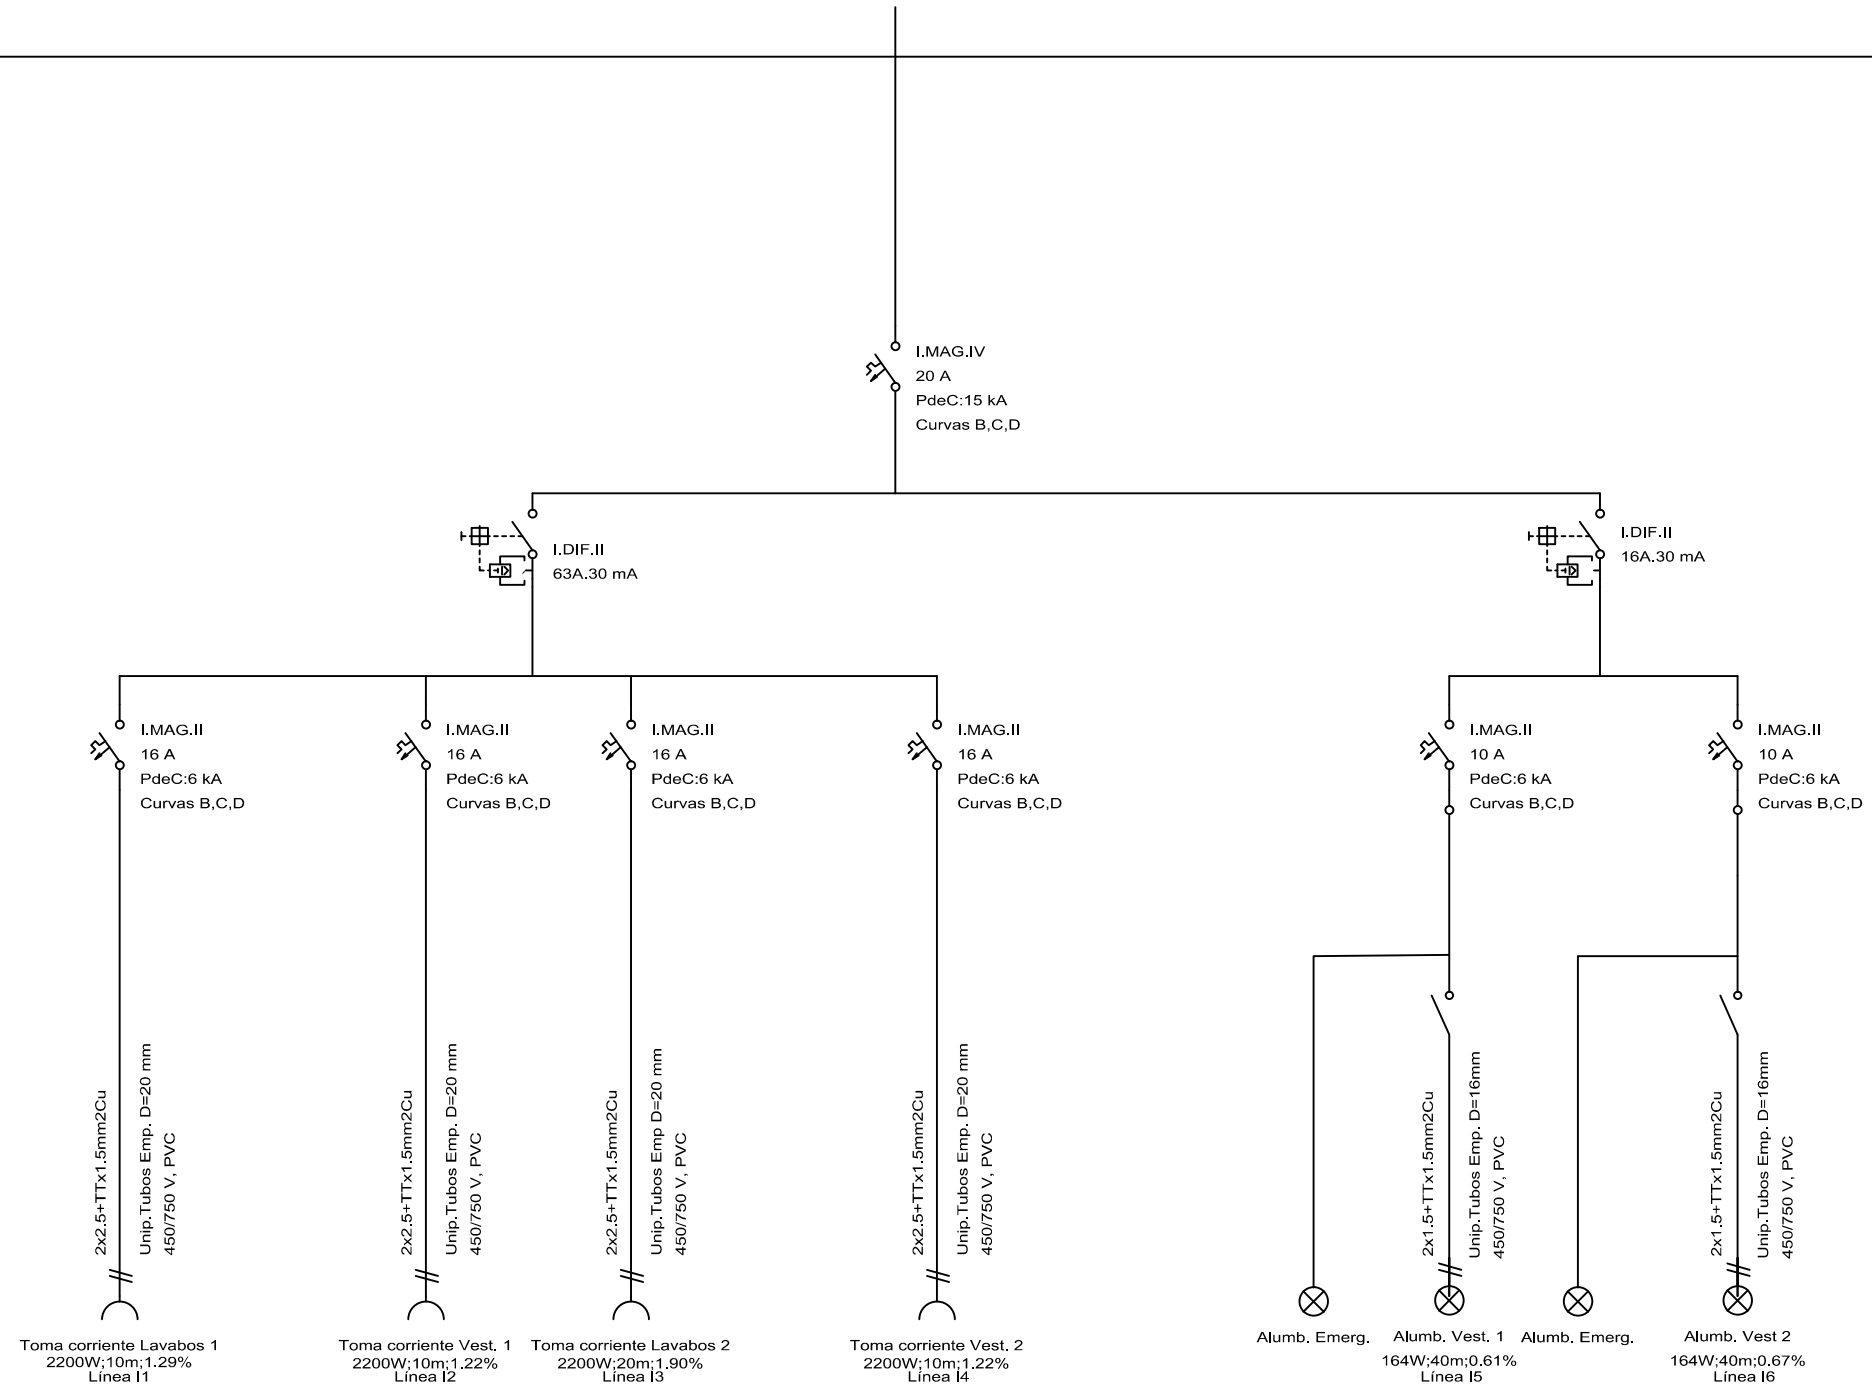 I.MAG.IV
20 A
PdeC:15 kA
Curvas B,C,D
I.DIF.II
63A.30 mA
I.DIF.II
16A.30 mA
I.MAG.II
16 A
PdeC:6 kA
Curvas B,C,D
I.MAG.II
16 A
PdeC:6 kA
Curvas B,C,D
I.MAG.II
16 A
PdeC:6 kA
Curvas B,C,D
I.MAG.II
16 A
PdeC:6 kA
Curvas B,C,D
I.MAG.II
10 A
PdeC:6 kA
Curvas B,C,D
I.MAG.II
10 A
PdeC:6 kA
Curvas B,C,D
2x2.5+TTx1.5mm2Cu
Unip.Tubos Emp. D=20 mm
450/750 V, PVC
2x2.5+TTx1.5mm2Cu
Unip.Tubos Emp. D=20 mm
450/750 V, PVC
2x2.5+TTx1.5mm2Cu
Unip.Tubos Emp D=20 mm
450/750 V, PVC
2x2.5+TTx1.5mm2Cu
Unip.Tubos Emp. D=20 mm
450/750 V, PVC
2x1.5+TTx1.5mm2Cu
Unip.Tubos Emp. D=16mm
450/750 V, PVC
2x1.5+TTx1.5mm2Cu
Unip.Tubos Emp. D=16mm
450/750 V, PVC
Toma corriente Lavabos 1
2200W;10m;1.29%
Línea I1
Toma corriente Vest. 1
2200W;10m;1.22%
Línea I2
Toma corriente Lavabos 2
2200W;20m;1.90%
Línea I3
Toma corriente Vest. 2
2200W;10m;1.22%
Línea I4
Alumb. Emerg.
Alumb. Vest. 1
164W;40m;0.61%
Línea I5
Alumb. Emerg.
Alumb. Vest 2
164W;40m;0.67%
Línea I6